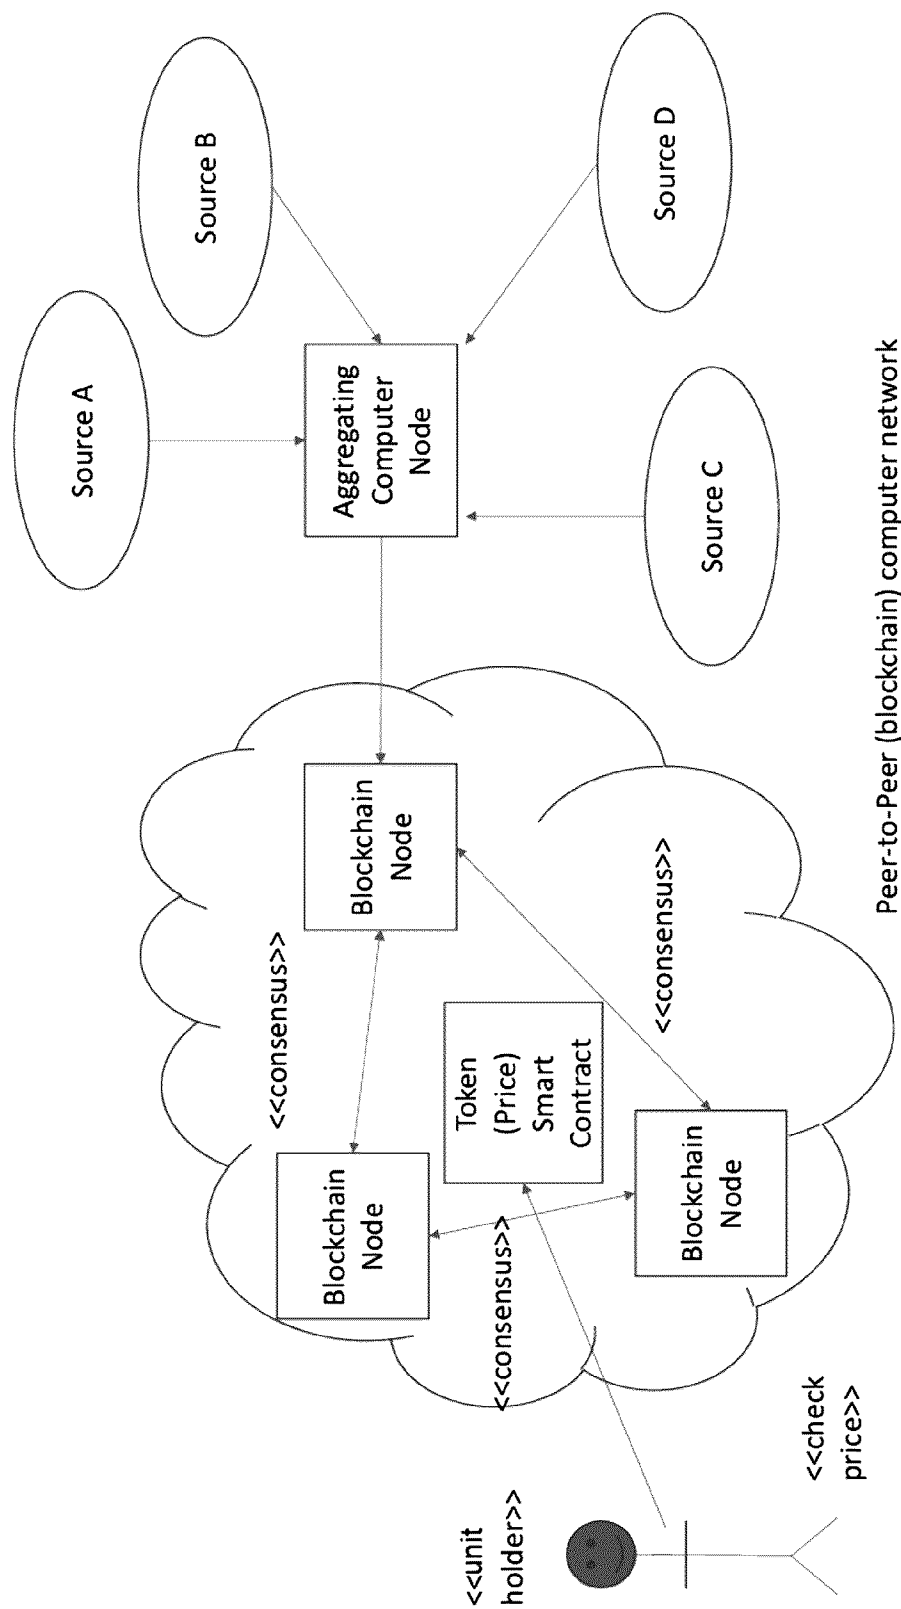 Source A
Source B
Aggregating
Computer
Node
Source C
Source D
<<consensus>>
Blockchain
Node
Blockchain
Node
Token
(Price)
Smart
Contract
<<consensus>>
<<consensus>>
Blockchain
Node
<<unit
holder>>
<<check
price>>
Peer-to-Peer (blockchain) computer network